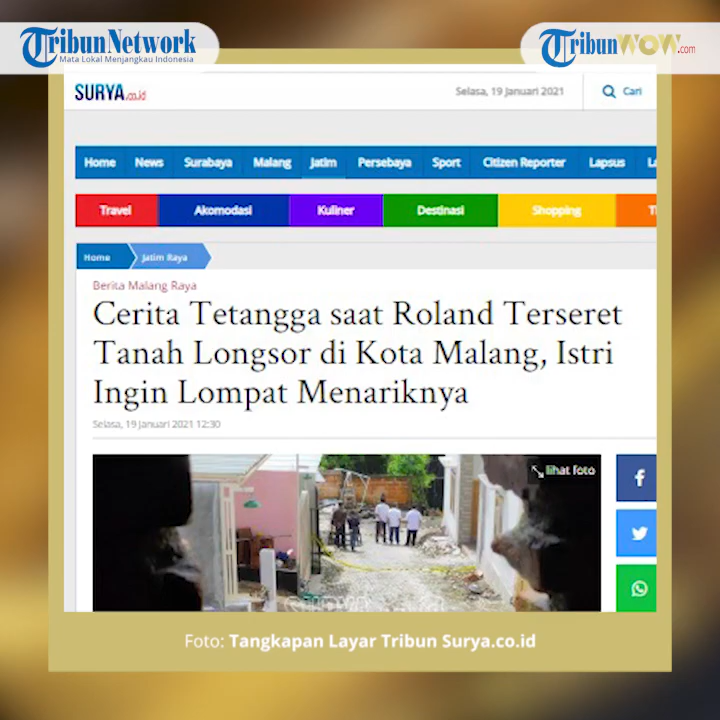 TribunNetwork
Mata Lokal Menjangkau Indonesia
TribunWOW.com
SURYA.co.id
Selasa, 19 Januari 2021
Cari
Home News Surabaya Malang Jatim Persebaya Sport Citizen Reporter Lapsus
Travel Akomodasi Kuliner Destinasi Shopping
Home Jatim Raya
Berita Malang Raya
Cerita Tetangga saat Roland Terseret
Tanah Longsor di Kota Malang, Istri
Ingin Lompat Menariknya
Selasa, 19 Januari 2021 12:30
lihat foto
Foto: Tangkapan Layar Tribun Surya.co.id